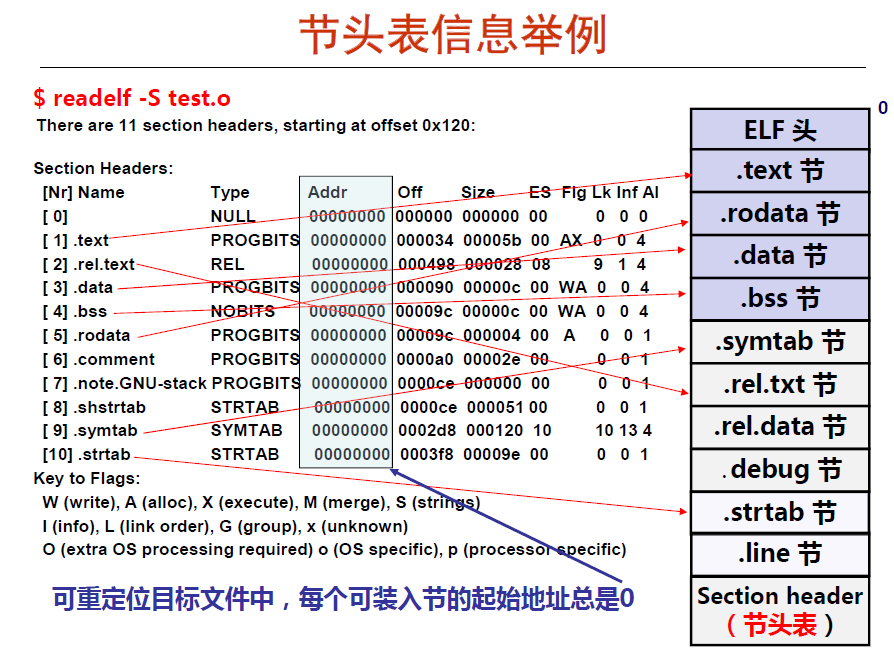 节头表信息举例
$ readelf -S test.o
There are 11 section headers, starting at offset 0x120:
Section Headers:
[Nr] Name Type Addr Off Size ES Flg Lk Inf Al
[ 0] NULL 00000000 000000 000000 00 0 0 0
[ 1] .text PROGBITS 00000000 000034 00005b 00 AX 0 0 4
[ 2] .rel.text REL 00000000 000498 000028 08 9 1 4
[ 3] .data PROGBITS 00000000 000090 00000c 00 WA 0 0 4
[ 4] .bss NOBITS 00000000 00009c 00000c 00 WA 0 0 4
[ 5] .rodata PROGBITS 00000000 00009c 000004 00 A 0 0 1
[ 6] .comment PROGBITS 00000000 0000a0 00002e 00 0 0 1
[ 7] .note.GNU-stack PROGBITS 00000000 0000ce 000000 00 0 0 1
[ 8] .shstrtab STRTAB 00000000 0000ce 000051 00 0 0 1
[ 9] .symtab SYMTAB 00000000 0002d8 000120 10 10 13 4
[10] .strtab STRTAB 00000000 0003f8 00009e 00 0 0 1
Key to Flags:
W (write), A (alloc), X (execute), M (merge), S (strings)
I (info), L (link order), G (group), x (unknown)
O (extra OS processing required) o (OS specific), p (processor specific)
可重定位目标文件中，每个可装入节的起始地址总是0
0
ELF 头
.text 节
.rodata 节
.data 节
.bss 节
.symtab 节
.rel.txt 节
.rel.data 节
.debug 节
.strtab 节
.line 节
Section header
（节头表）